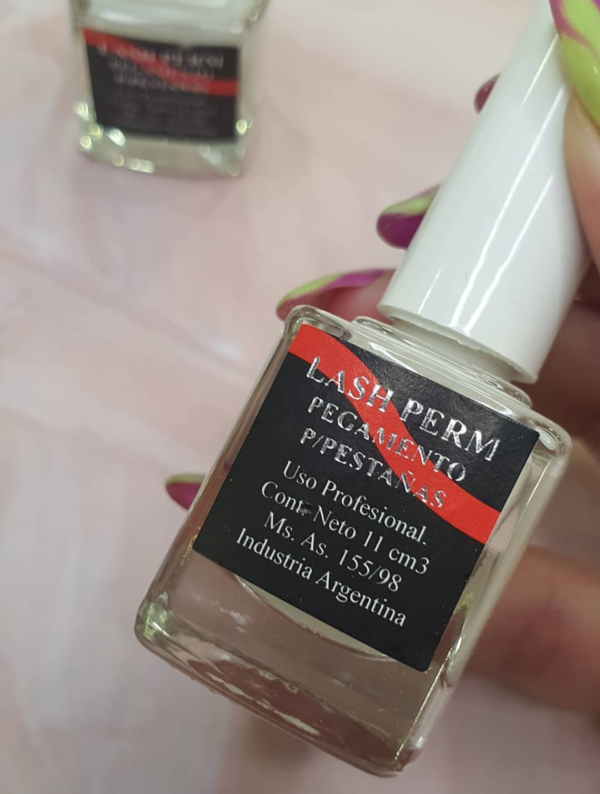 LASH PERM
PEGAMENTO
P/PESTAÑAS
Uso Profesional.
Cont. Neto 11 cm3
Ms. As. 155/98
Industria Argentina